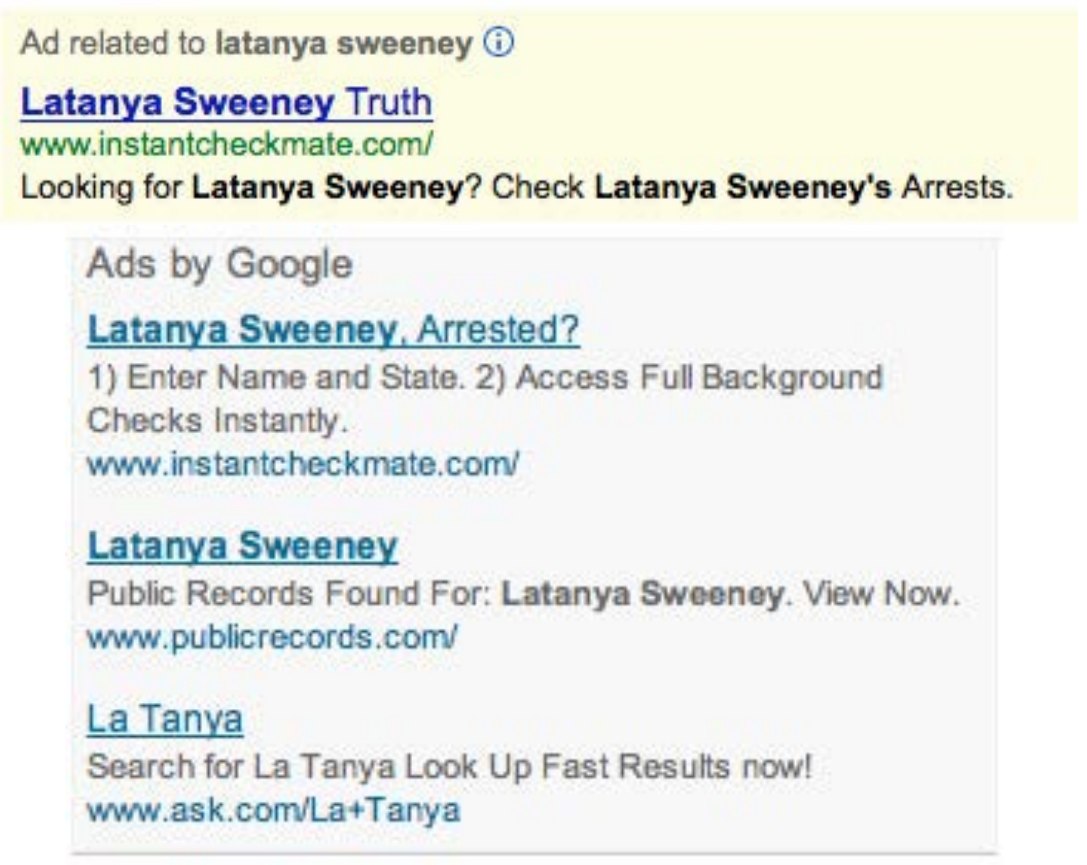 Ad related to latanya sweeney ⓘ
Latanya Sweeney Truth
www.instantcheckmate.com/
Looking for Latanya Sweeney? Check Latanya Sweeney's Arrests.
Ads by Google
Latanya Sweeney, Arrested?
1) Enter Name and State. 2) Access Full Background
Checks Instantly.
www.instantcheckmate.com/
Latanya Sweeney
Public Records Found For: Latanya Sweeney. View Now.
www.publicrecords.com/
La Tanya
Search for La Tanya Look Up Fast Results now!
www.ask.com/La+Tanya